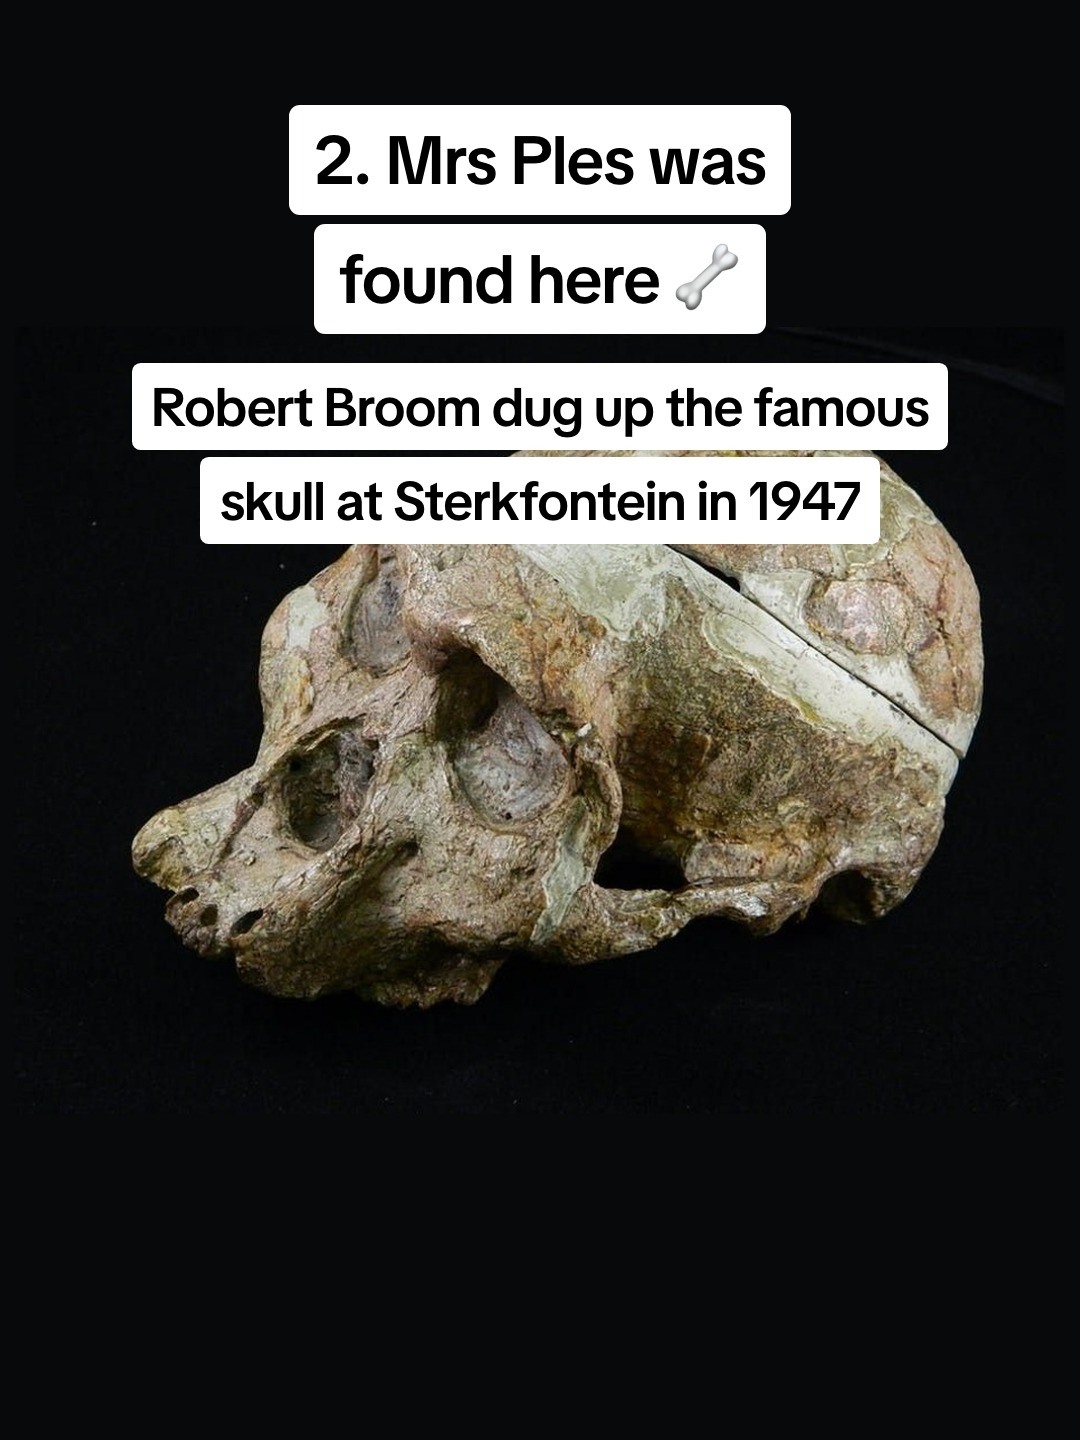 2. Mrs Ples was
found here 🦴
Robert Broom dug up the famous
skull at Sterkfontein in 1947